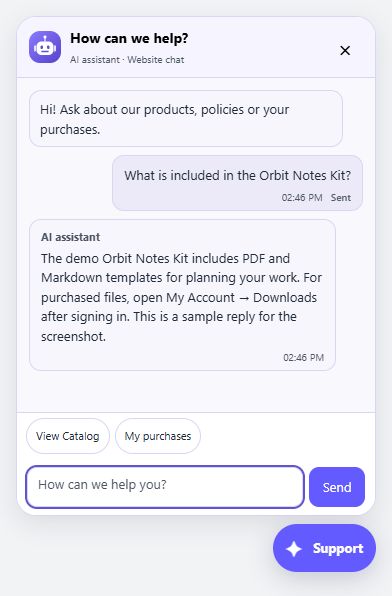 How can we help?
AI assistant · Website chat
Hi! Ask about our products, policies or your
purchases.
What is included in the Orbit Notes Kit?
02:46 PM Sent
AI assistant
The demo Orbit Notes Kit includes PDF and
Markdown templates for planning your work. For
purchased files, open My Account → Downloads
after signing in. This is a sample reply for the
screenshot.
02:46 PM
View Catalog
My purchases
How can we help you?
Send
Support